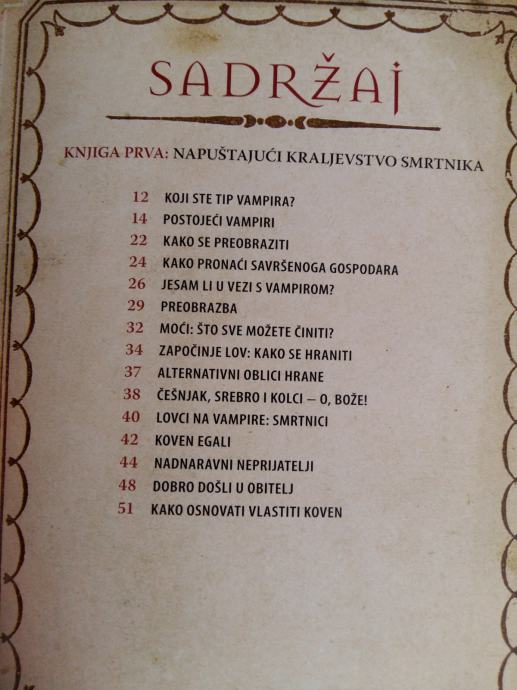 SADRŽAJ
KNJIGA PRVA: NAPUŠTAJUĆI KRALJEVSTVO SMRTNIKA
12 KOJI STE TIP VAMPIRA?
14 POSTOJEĆI VAMPIRI
22 KAKO SE PREOBRAZITI
24 KAKO PRONAĆI SAVRŠENOGA GOSPODARA
26 JESAM LI U VEZI S VAMPIROM?
29 PREOBRAZBA
32 MOĆI: ŠTO SVE MOŽETE ČINITI?
34 ZAPOČINJE LOV: KAKO SE HRANITI
37 ALTERNATIVNI OBLICI HRANE
38 ČEŠNJAK, SREBRO I KOLCI – O, BOŽE!
40 LOVCI NA VAMPIRE: SMRTNICI
42 KOVEN EGALI
44 NADNARAVNI NEPRIJATELJI
48 DOBRO DOŠLI U OBITELJ
51 KAKO OSNOVATI VLASTITI KOVEN